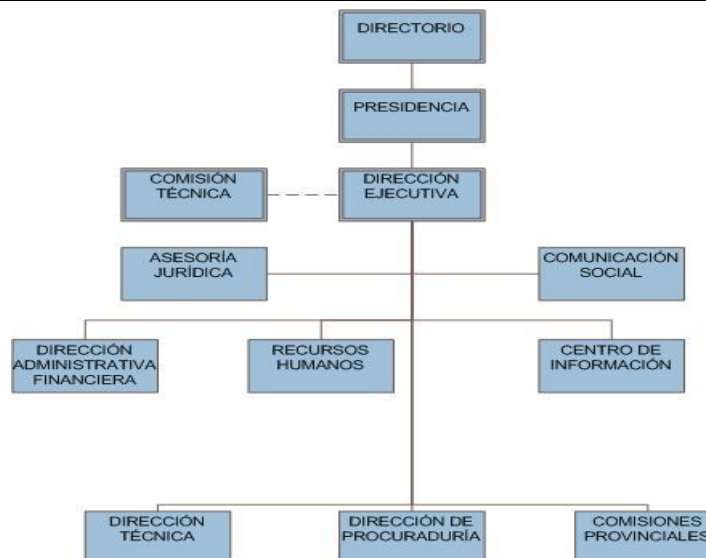 DIRECTORIO
PRESIDENCIA
COMISIÓN
TÉCNICA
DIRECCIÓN
EJECUTIVA
ASESORÍA
JURÍDICA
COMUNICACIÓN
SOCIAL
DIRECCIÓN
ADMINISTRATIVA
FINANCIERA
RECURSOS
HUMANOS
CENTRO DE
INFORMACIÓN
DIRECCIÓN
TÉCNICA
DIRECCIÓN DE
PROCURADURÍA
COMISIONES
PROVINCIALES